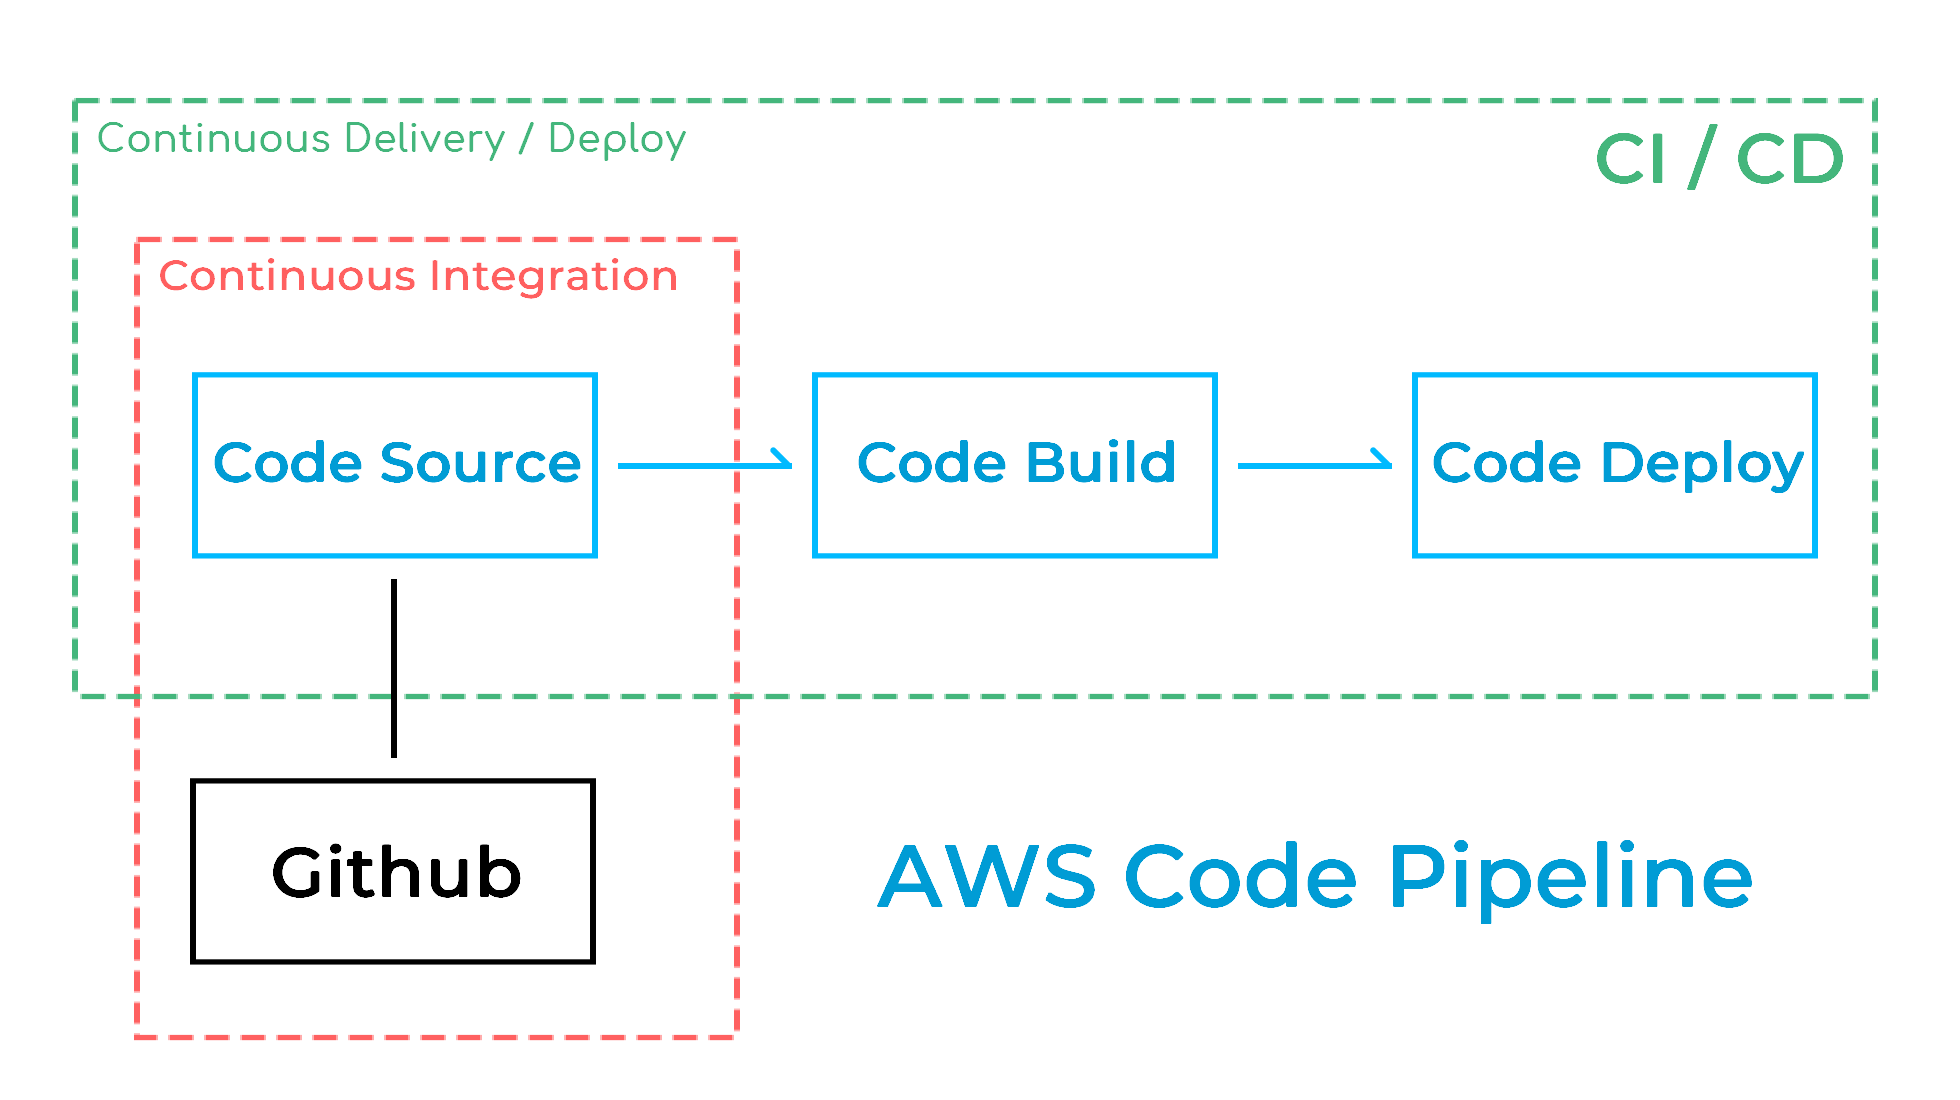 Continuous Delivery / Deploy
CI / CD
Continuous Integration
Code Source
Code Build
Code Deploy
Github
AWS Code Pipeline